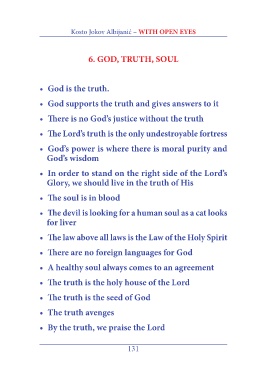 Kosto Jokov Albijanić – WITH OPEN EYES
6. GOD, TRUTH, SOUL
• God is the truth.
• God supports the truth and gives answers to it
• There is no God's justice without the truth
• The Lord's truth is the only undestroyable fortress
• God's power is where there is moral purity and
God's wisdom
• In order to stand on the right side of the Lord's
Glory, we should live in the truth of His
• The soul is in blood
• The devil is looking for a human soul as a cat looks
for liver
• The law above all laws is the Law of the Holy Spirit
• There are no foreign languages for God
• A healthy soul always comes to an agreement
• The truth is the holy house of the Lord
• The truth is the seed of God
• The truth avenges
• By the truth, we praise the Lord
131